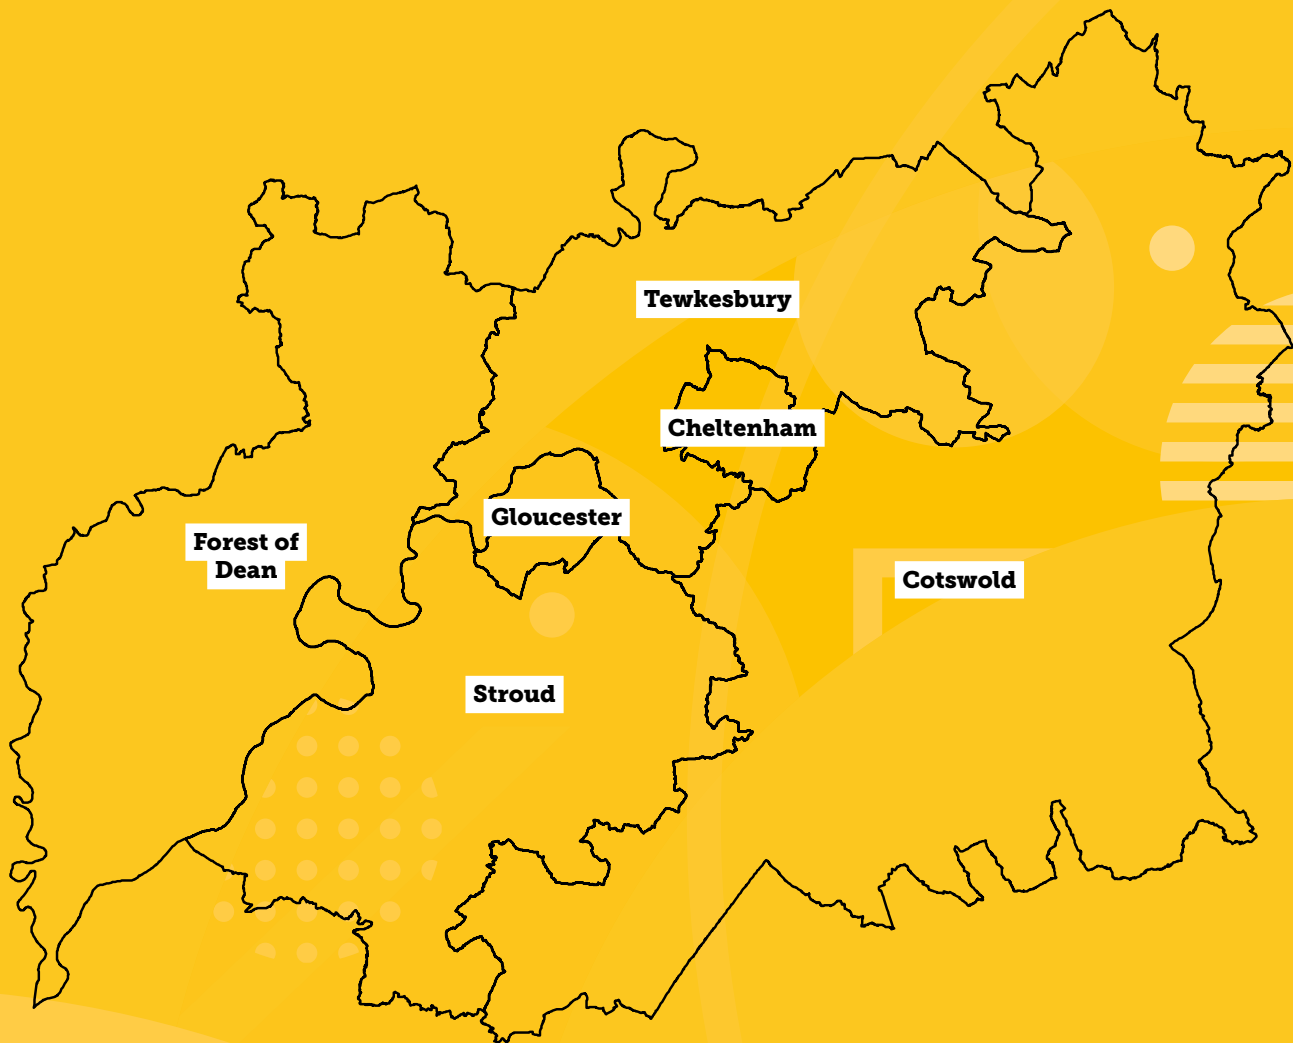 Tewkesbury
Cheltenham
Gloucester
Forest of
Dean
Cotswold
Stroud